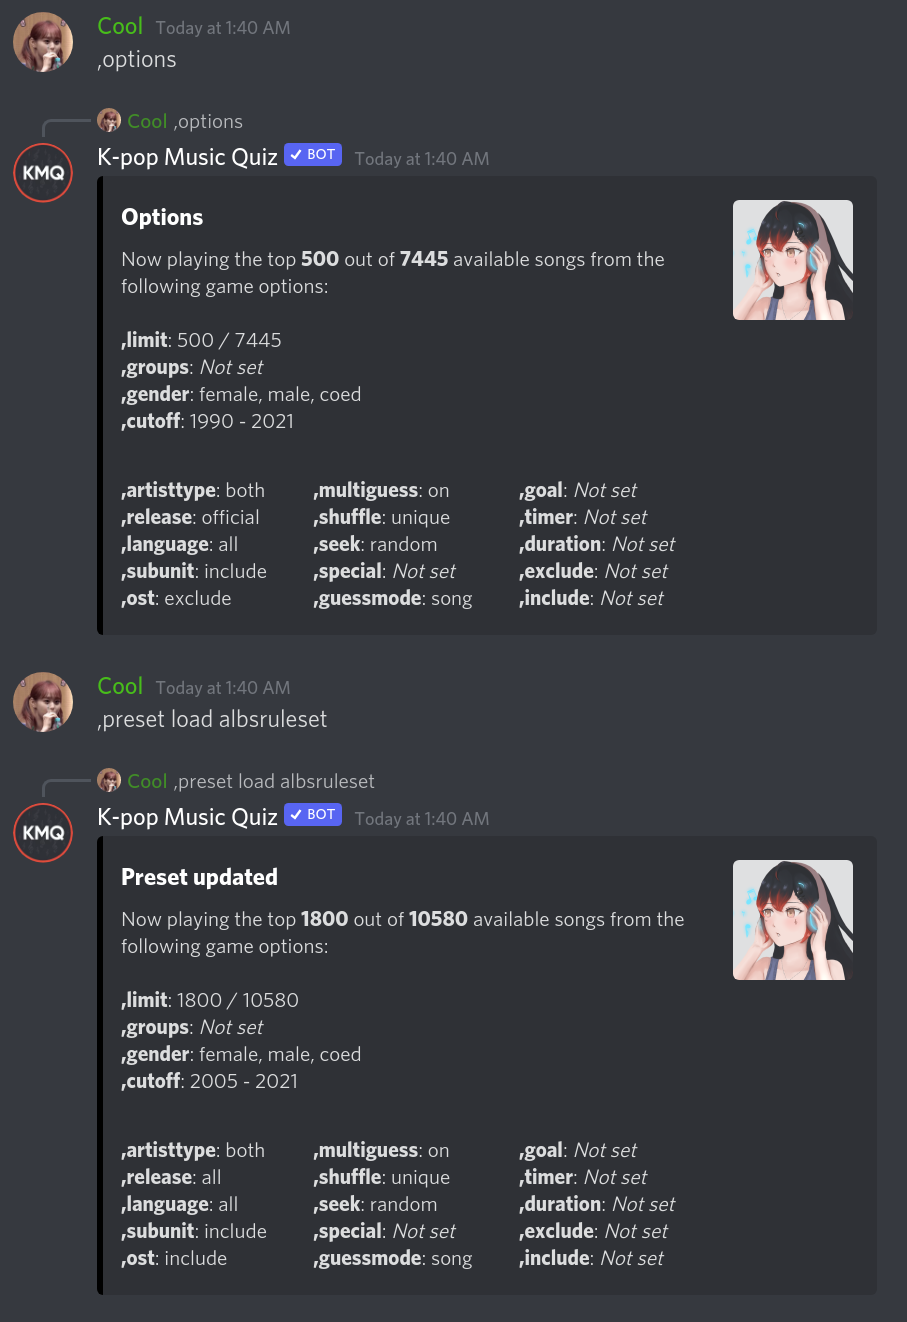 Cool Today at 1:40 AM
,options
Cool ,options
KMQ
K-pop Music Quiz ✓ BOT Today at 1:40 AM
Options
Now playing the top 500 out of 7445 available songs from the
following game options:
,limit: 500 / 7445
,groups: Not set
,gender: female, male, coed
,cutoff: 1990 - 2021
,artisttype: both ,multiguess: on ,goal: Not set
,release: official ,shuffle: unique ,timer: Not set
,language: all ,seek: random ,duration: Not set
,subunit: include ,special: Not set ,exclude: Not set
,ost: exclude ,guessmode: song ,include: Not set
Cool Today at 1:40 AM
,preset load albsruleset
Cool ,preset load albsruleset
KMQ
K-pop Music Quiz ✓ BOT Today at 1:40 AM
Preset updated
Now playing the top 1800 out of 10580 available songs from the
following game options:
,limit: 1800 / 10580
,groups: Not set
,gender: female, male, coed
,cutoff: 2005 - 2021
,artisttype: both ,multiguess: on ,goal: Not set
,release: all ,shuffle: unique ,timer: Not set
,language: all ,seek: random ,duration: Not set
,subunit: include ,special: Not set ,exclude: Not set
,ost: include ,guessmode: song ,include: Not set